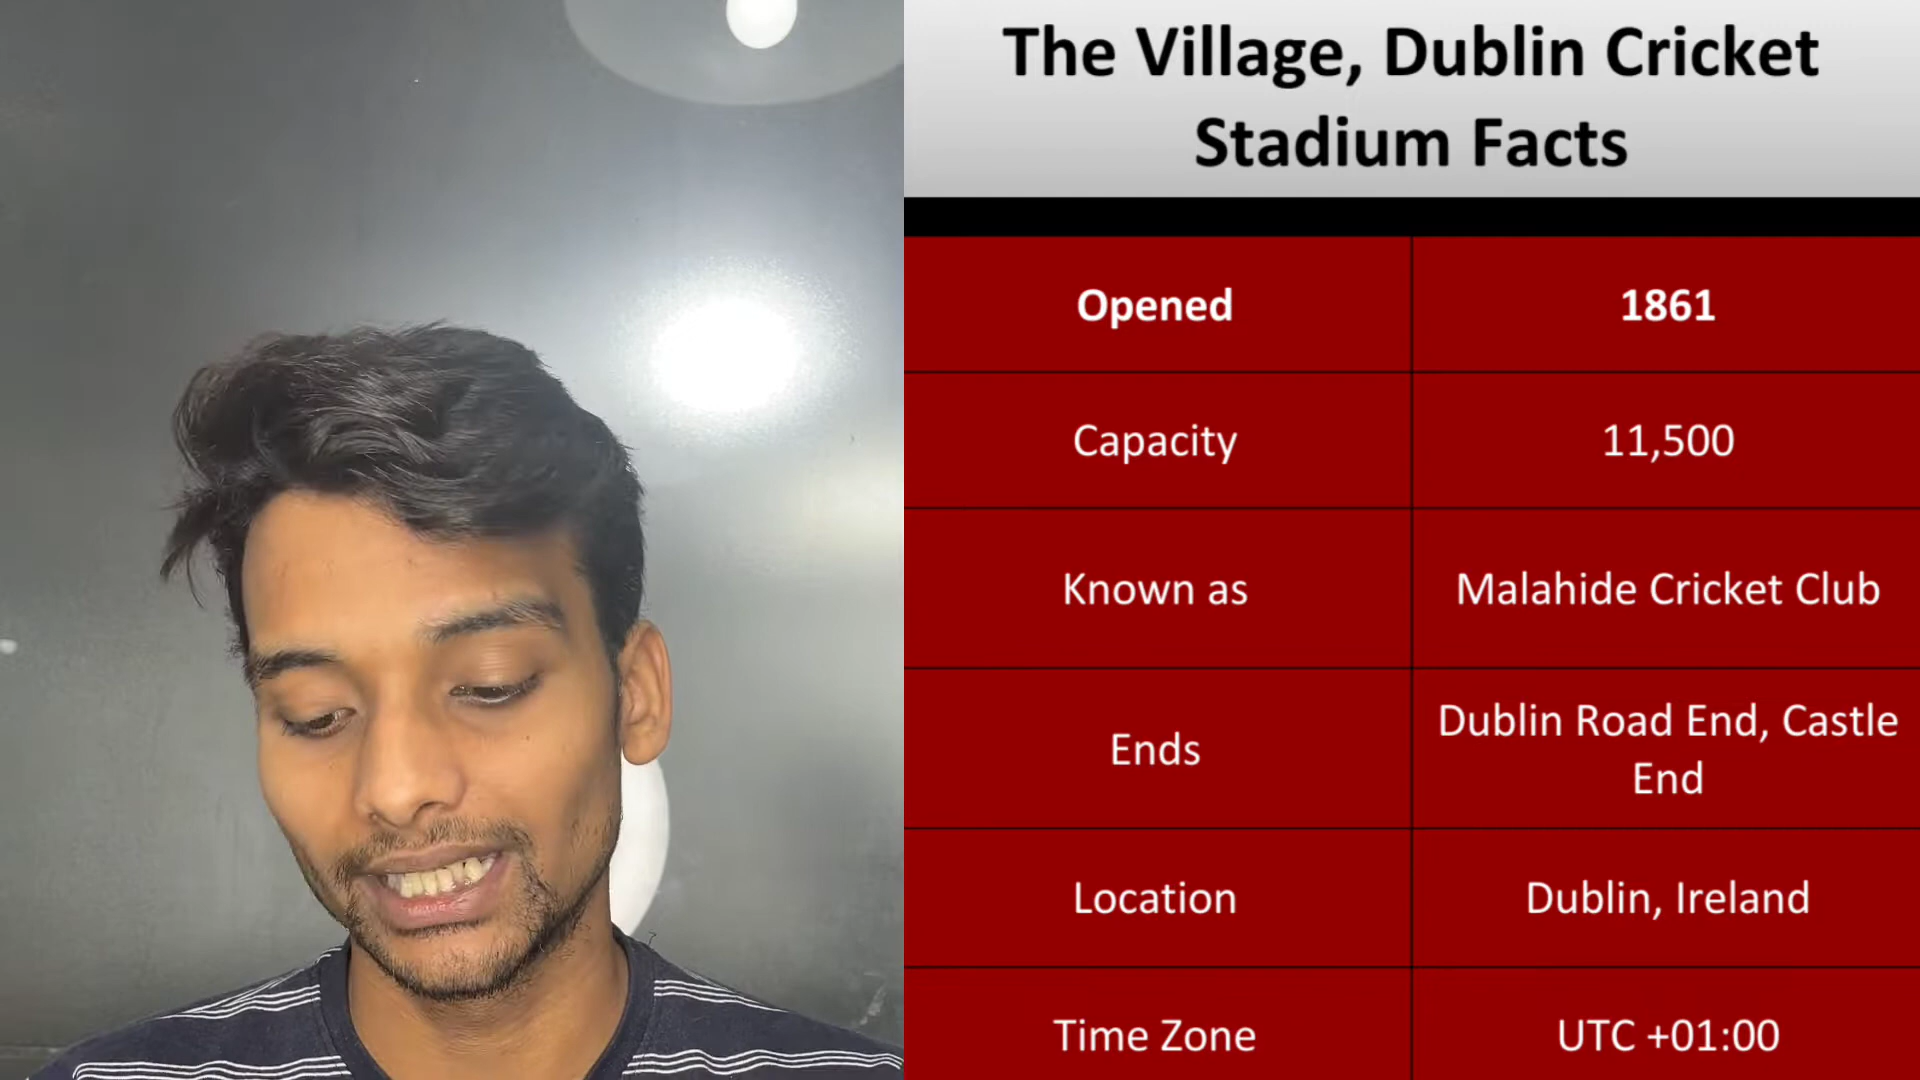 The Village, Dublin Cricket
Stadium Facts
Opened 1861
Capacity 11,500
Known as Malahide Cricket Club
Ends Dublin Road End, Castle
End
Location Dublin, Ireland
Time Zone UTC +01:00